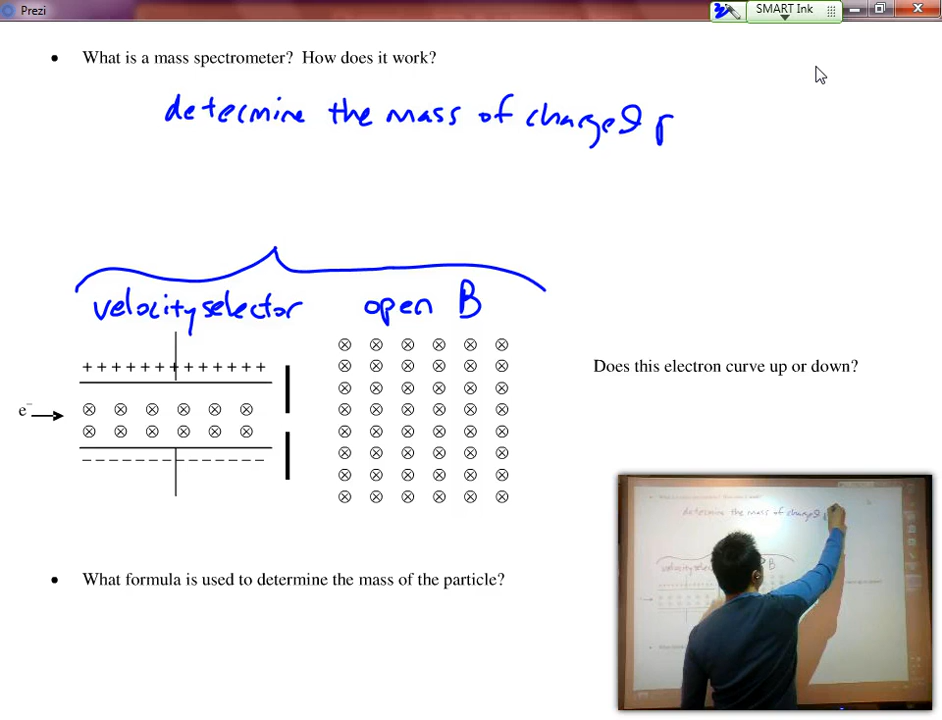 Prezi
SMART Ink
• What is a mass spectrometer? How does it work?
determine the mass of charged p
velocity selector open B
+ + + + + + + + + + + + +
e⁻
Does this electron curve up or down?
• What formula is used to determine the mass of the particle?